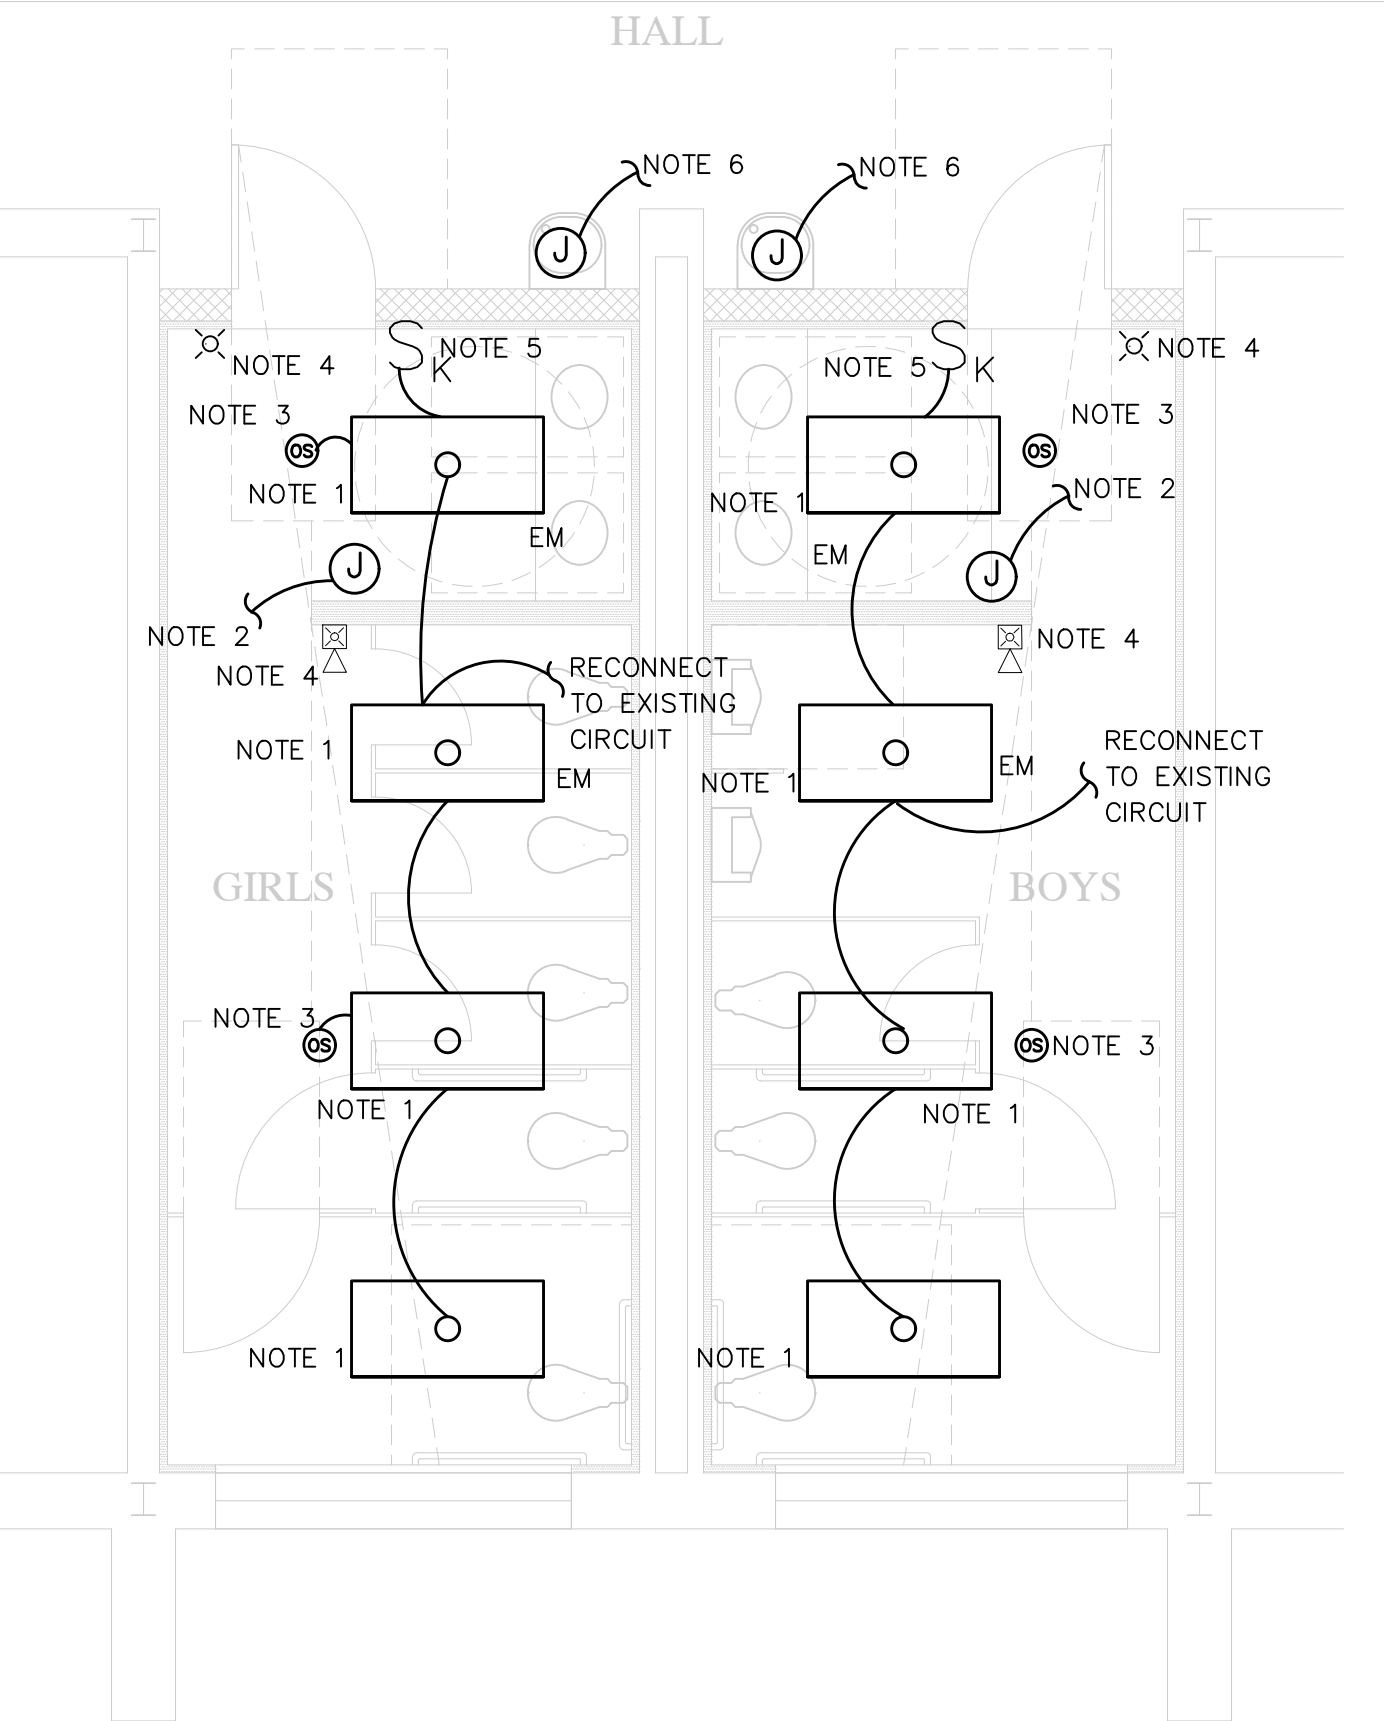 HALL
NOTE 6
NOTE 6
J
J
S K
NOTE 5
NOTE 4
NOTE 3
OS
NOTE 1
EM
J
NOTE 2
NOTE 4
S K
NOTE 5
NOTE 4
NOTE 3
OS
NOTE 1
NOTE 2
EM
J
NOTE 4
RECONNECT
TO EXISTING
CIRCUIT
NOTE 1
EM
RECONNECT
TO EXISTING
CIRCUIT
EM
NOTE 1
GIRLS
BOYS
NOTE 3
OS
NOTE 1
OS
NOTE 3
NOTE 1
NOTE 1
NOTE 1